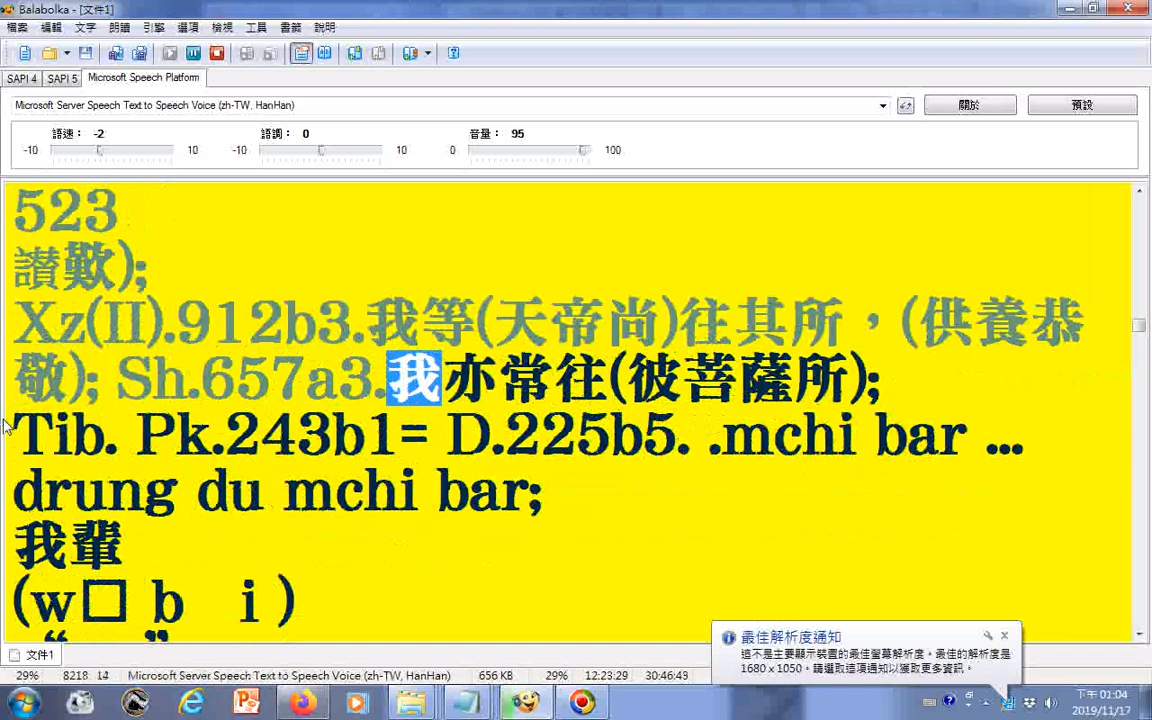 Balabolka - [文件1]
檔案 編輯 文字 朗讀 引擎 選項 檢視 工具 書籤 說明
SAPI 4 SAPI 5 Microsoft Speech Platform
Microsoft Server Speech Text to Speech Voice (zh-TW, HanHan) 關於 預設
語速： -2 語調： 0 音量： 95
-10 10 -10 10 0 100
523
讃歎);
Xz(II).912b3.我等(天帝尚)往其所，(供養恭
敬); Sh.657a3.我亦常往(彼菩薩所);
Tib. Pk.243b1= D.225b5. .mchi bar ...
drung du mchi bar;
我輩
(w□ b i )
“ ”
最佳解析度通知
這不是主要顯示裝置的最佳螢幕解析度。最佳的解析度是
1680 x 1050。請選取這項通知以獲取更多資訊。
文件1
29% 8218 14 Microsoft Server Speech Text to Speech Voice (zh-TW, HanHan) 656 KB 29% 12:23:29 30:46:49
下午 01:04
2019/11/17